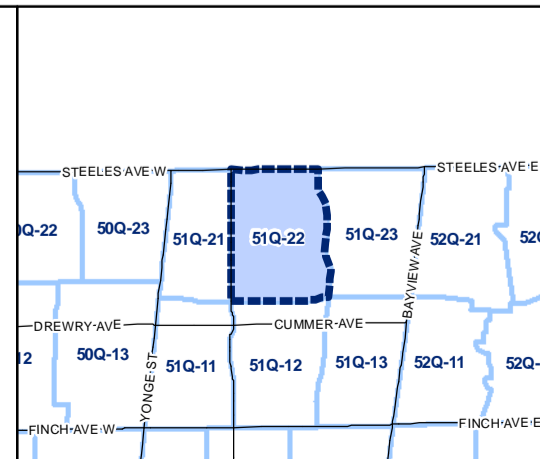 STEELES AVE W
STEELES AVE E
0Q-22
50Q-23
51Q-21
51Q-22
51Q-23
52Q-21
BAYVIEW AVE
DREWRY AVE
CUMMER AVE
12
50Q-13
YONGE ST
51Q-11
51Q-12
51Q-13
52Q-11
52Q-
FINCH AVE W
FINCH AVE E